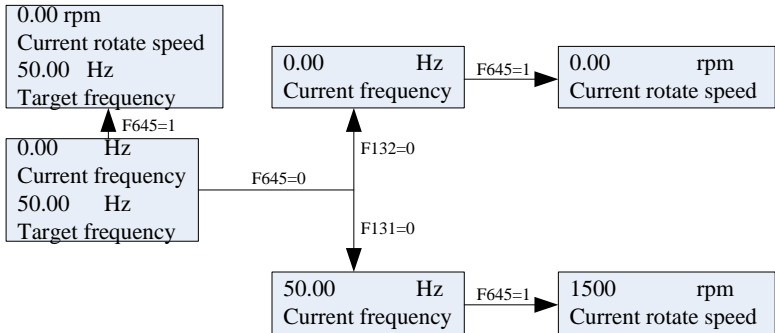 0.00 rpm
Current rotate speed
50.00 Hz
Target frequency
F645=1
0.00 Hz
Current frequency
50.00 Hz
Target frequency
F645=0
0.00 Hz
Current frequency
F645=1
0.00 rpm
Current rotate speed
F132=0
F131=0
50.00 Hz
Current frequency
F645=1
1500 rpm
Current rotate speed